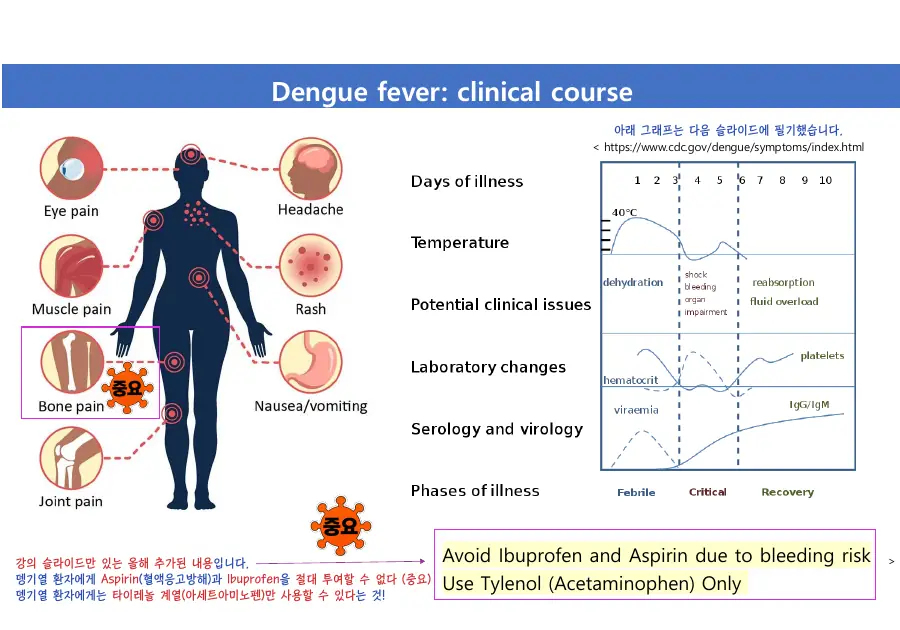 Dengue fever: clinical course
아래 그래프는 다음 슬라이드에 필기했습니다.
< https://www.cdc.gov/dengue/symptoms/index.html
Eye pain
Headache
Muscle pain
Rash
Bone pain
중요
Nausea/vomiting
Joint pain
Days of illness
1 2 3 4 5 6 7 8 9 10
Temperature
40°C
Potential clinical issues
dehydration
shock
bleeding
organ
impairment
reabsorption
fluid overload
Laboratory changes
hematocrit
platelets
Serology and virology
viraemia
IgG/IgM
Phases of illness
Febrile Critical Recovery
중요
강의 슬라이드만 있는 올해 추가된 내용입니다.
뎅기열 환자에게 Aspirin(혈액응고방해)과 Ibuprofen을 절대 투여할 수 없다 (중요)
뎅기열 환자에게는 타이레놀 계열(아세트아미노펜)만 사용할 수 있다는 것!
Avoid Ibuprofen and Aspirin due to bleeding risk
Use Tylenol (Acetaminophen) Only
>